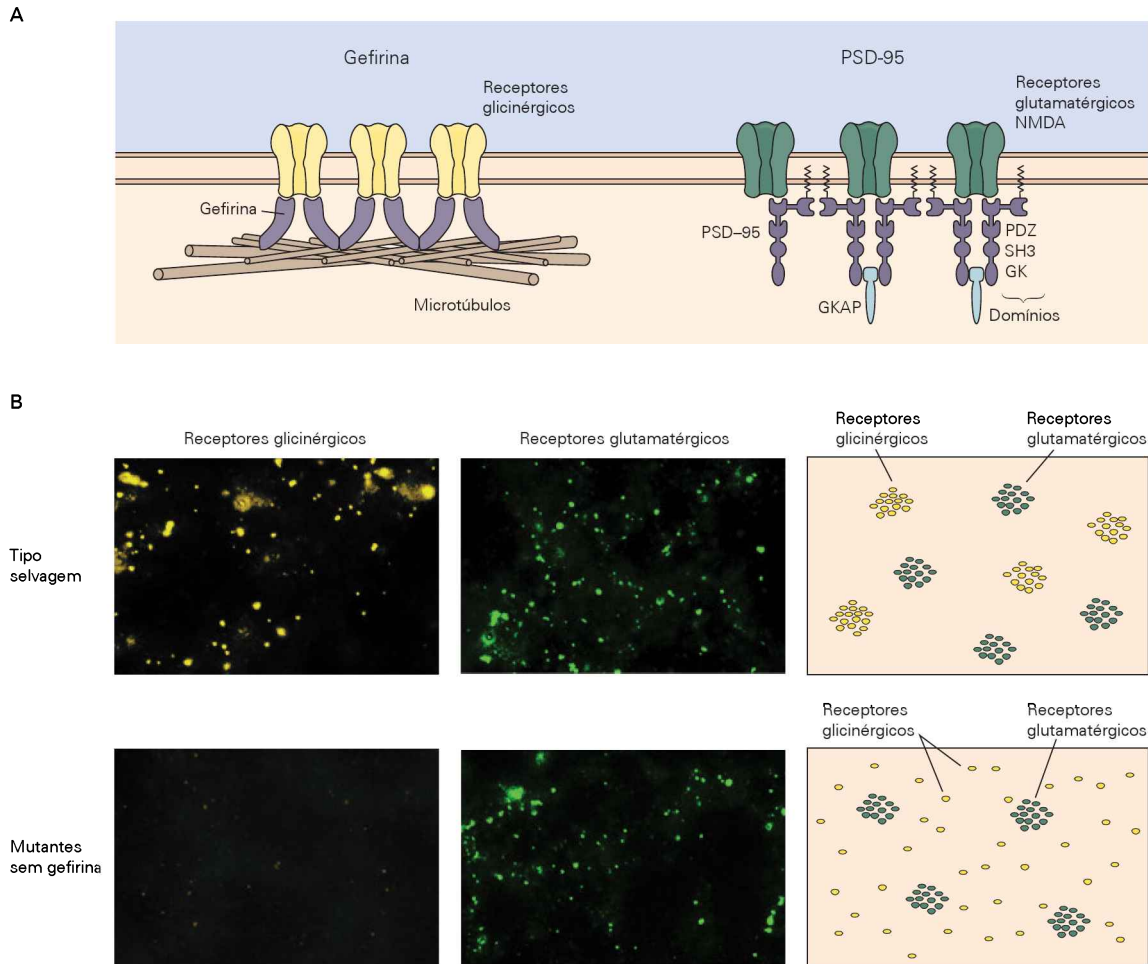 A
Gefirina
PSD-95
Receptores
glicinérgicos
Receptores
glutamatérgicos
NMDA
Gefirina
PSD–95
PDZ
SH3
GK
Microtúbulos
GKAP
Domínios
B
Receptores glicinérgicos
Receptores glutamatérgicos
Receptores
glicinérgicos
Receptores
glutamatérgicos
Tipo
selvagem
Receptores
glicinérgicos
Receptores
glutamatérgicos
Mutantes
sem gefirina